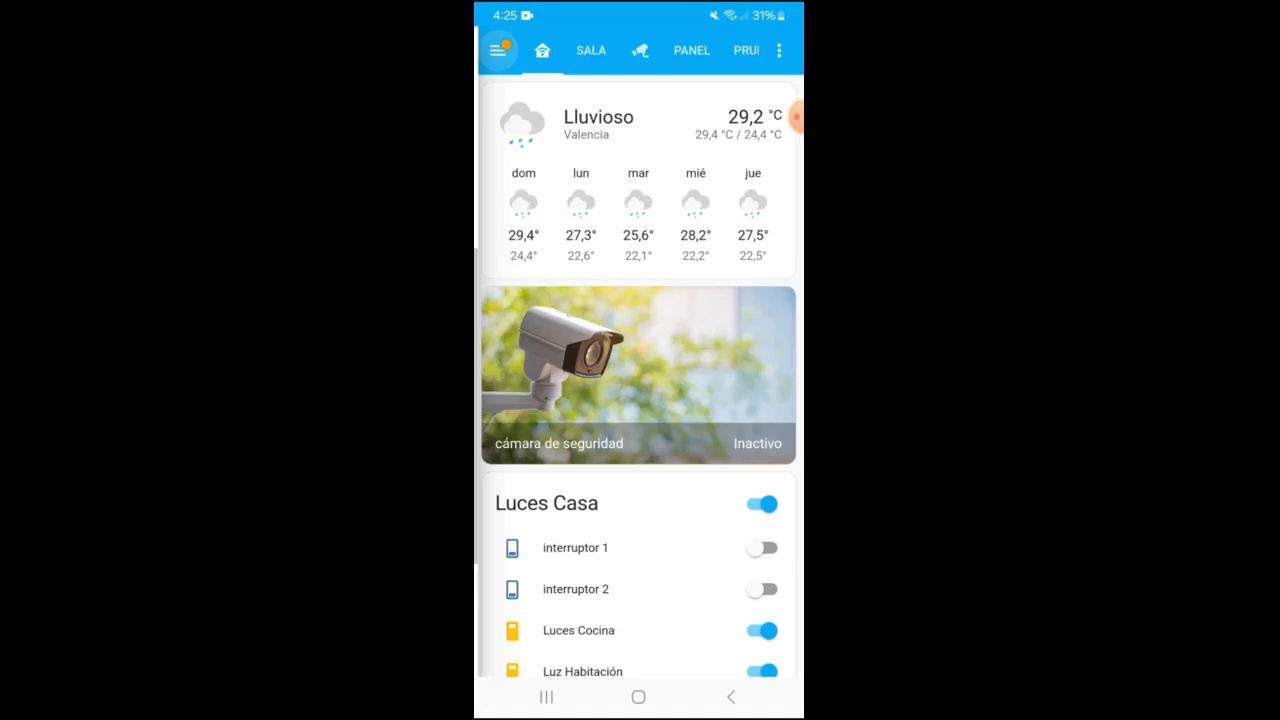 4:25 31%
SALA PANEL PRUI
Lluvioso 29,2 °C
Valencia 29,4 °C / 24,4 °C
dom lun mar mié jue
29,4° 27,3° 25,6° 28,2° 27,5°
24,4° 22,6° 22,1° 22,2° 22,5°
cámara de seguridad Inactivo
Luces Casa
interruptor 1
interruptor 2
Luces Cocina
Luz Habitación